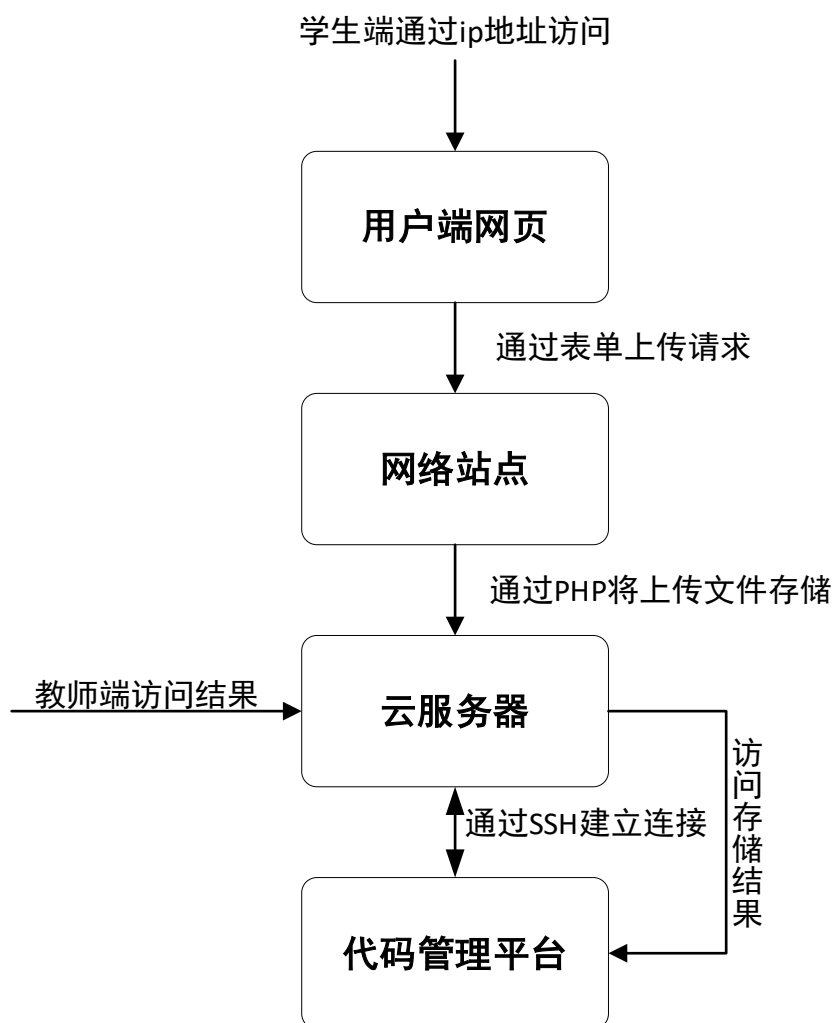 学生端通过ip地址访问
用户端网页
通过表单上传请求
网络站点
通过PHP将上传文件存储
教师端访问结果
云服务器
访问存储结果
通过SSH建立连接
代码管理平台